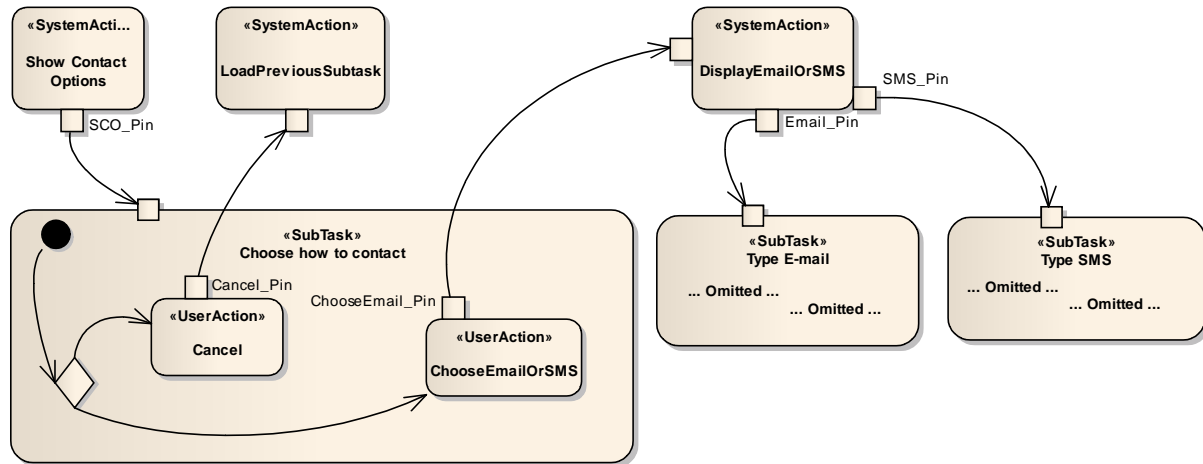 «SystemActi...
Show Contact
Options
SCO_Pin
«SystemAction»
LoadPreviousSubtask
«SystemAction»
DisplayEmailOrSMS
SMS_Pin
Email_Pin
«SubTask»
Choose how to contact
Cancel_Pin
«UserAction»
Cancel
ChooseEmail_Pin
«UserAction»
ChooseEmailOrSMS
«SubTask»
Type E-mail
... Omitted ...
... Omitted ...
«SubTask»
Type SMS
... Omitted ...
... Omitted ...